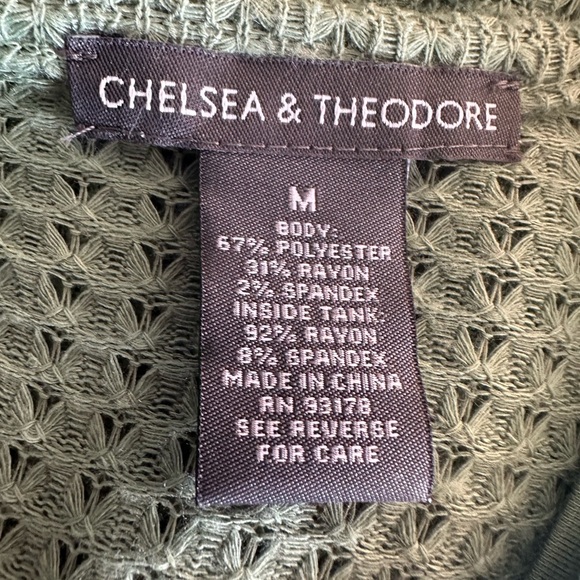 CHELSEA & THEODORE
M
BODY:
67% POLYESTER
31% RAYON
2% SPANDEX
INSIDE TANK:
92% RAYON
8% SPANDEX
MADE IN CHINA
RN 93178
SEE REVERSE
FOR CARE